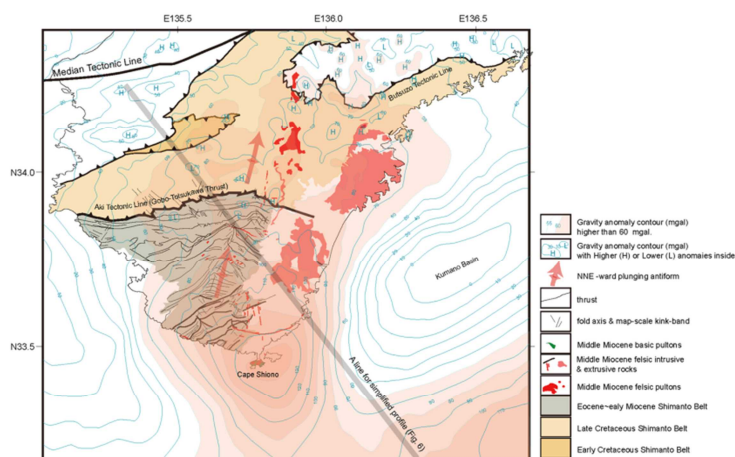 E135.5
E136.0
E136.5
Median Tectonic Line
Butsuzo Tectonic Line
N34.0
Aki Tectonic Line (Gobo-Totsukawa Thrust)
Kumano Basin
N33.5
Cape Shiono
A line for simplified profile (Fig. 6)
Gravity anomaly contour (mgal)
higher than 60 mgal.
Gravity anomaly contour (mgal)
with Higher (H) or Lower (L) anomaies inside
NNE -ward plunging antiform
thrust
fold axis & map-scale kink-band
Middle Miocene basic pultons
Middle Miocene felsic intrusive
& extrusive rocks
Middle Miocene felsic pultons
Eocene~ealy Miocene Shimanto Belt
Late Cretaceous Shimanto Belt
Early Cretaceous Shimanto Belt